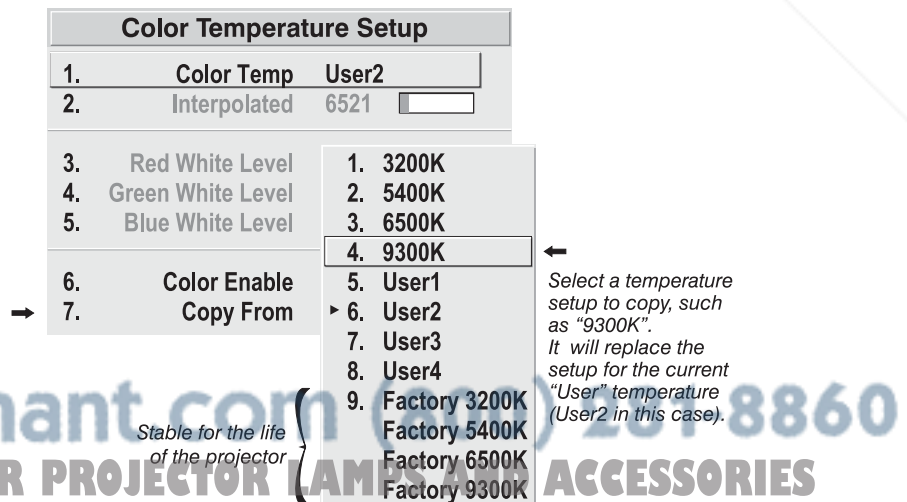 Color Temperature Setup
1. Color Temp User2
2. Interpolated 6521
3. Red White Level
4. Green White Level
5. Blue White Level
6. Color Enable
7. Copy From
1. 3200K
2. 5400K
3. 6500K
4. 9300K
5. User1
6. User2
7. User3
8. User4
9. Factory 3200K
Factory 5400K
Factory 6500K
Factory 9300K
Select a temperature
setup to copy, such
as “9300K”.
It will replace the
setup for the current
“User” temperature
(User2 in this case).
Stable for the life
of the projector
nant.com 8860
R PROJECTOR LAMPS ACCESSORIES